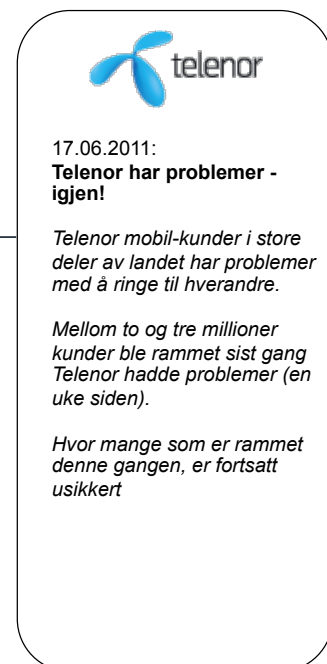 telenor
17.06.2011:
Telenor har problemer -
igjen!
Telenor mobil-kunder i store
deler av landet har problemer
med å ringe til hverandre.
Mellom to og tre millioner
kunder ble rammet sist gang
Telenor hadde problemer (en
uke siden).
Hvor mange som er rammet
denne gangen, er fortsatt
usikkert